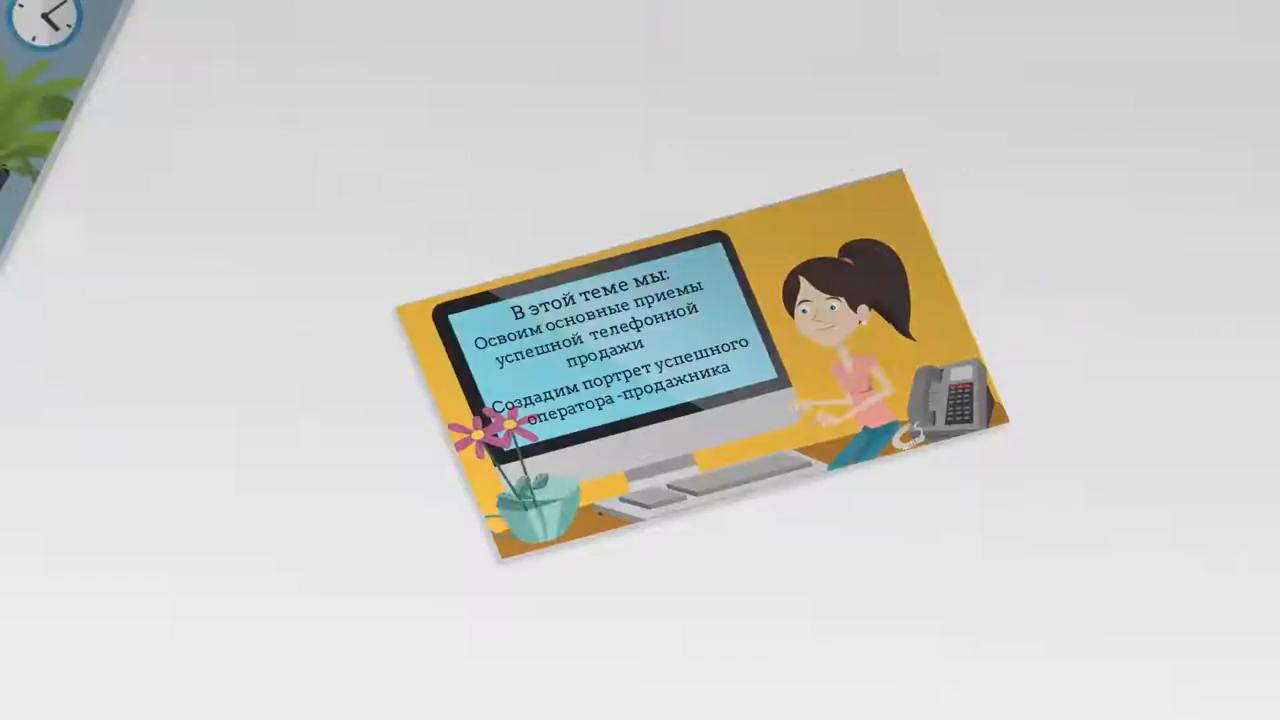 В этой теме мы:
Освоим основные приемы
успешной телефонной
продажи
Создадим портрет успешного
оператора -продажника